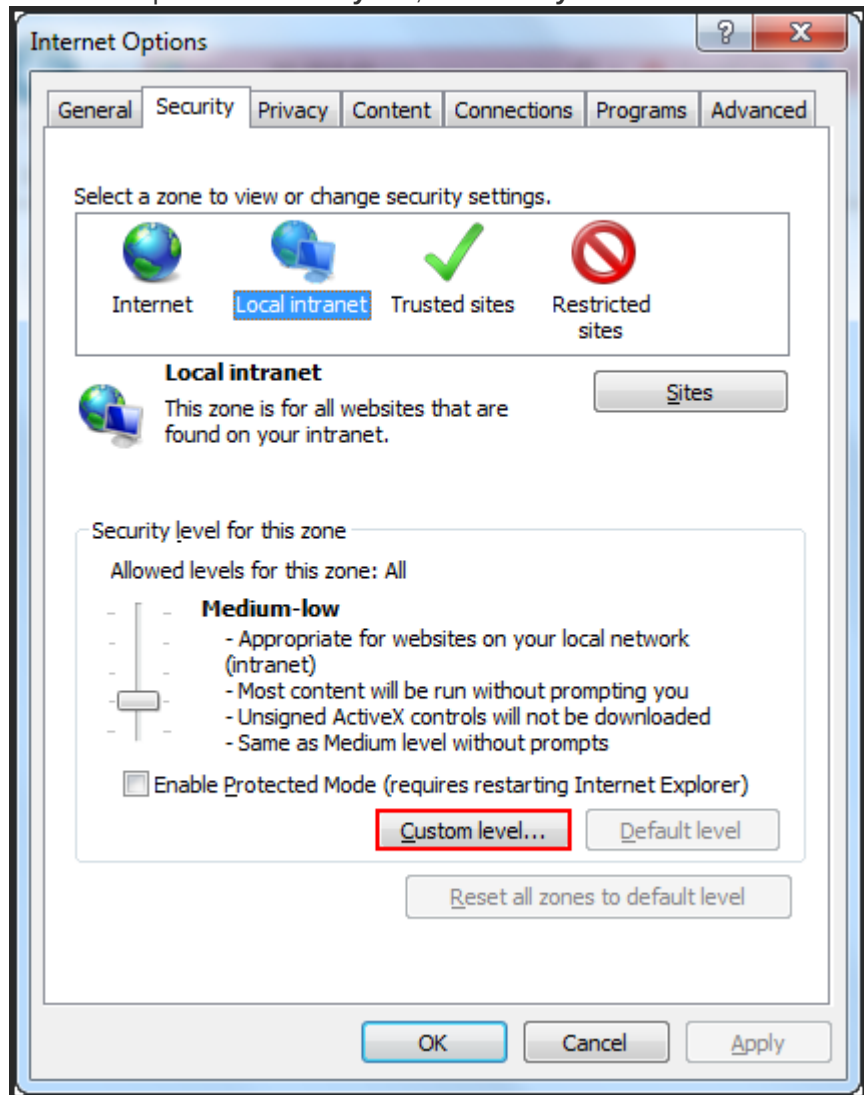 Internet Options
General Security Privacy Content Connections Programs Advanced
Select a zone to view or change security settings.
Internet Local intranet Trusted sites Restricted
sites
Local intranet
Sites
This zone is for all websites that are
found on your intranet.
Security level for this zone
Allowed levels for this zone: All
Medium-low
- Appropriate for websites on your local network
(intranet)
- Most content will be run without prompting you
- Unsigned ActiveX controls will not be downloaded
- Same as Medium level without prompts
Enable Protected Mode (requires restarting Internet Explorer)
Custom level... Default level
Reset all zones to default level
OK Cancel Apply